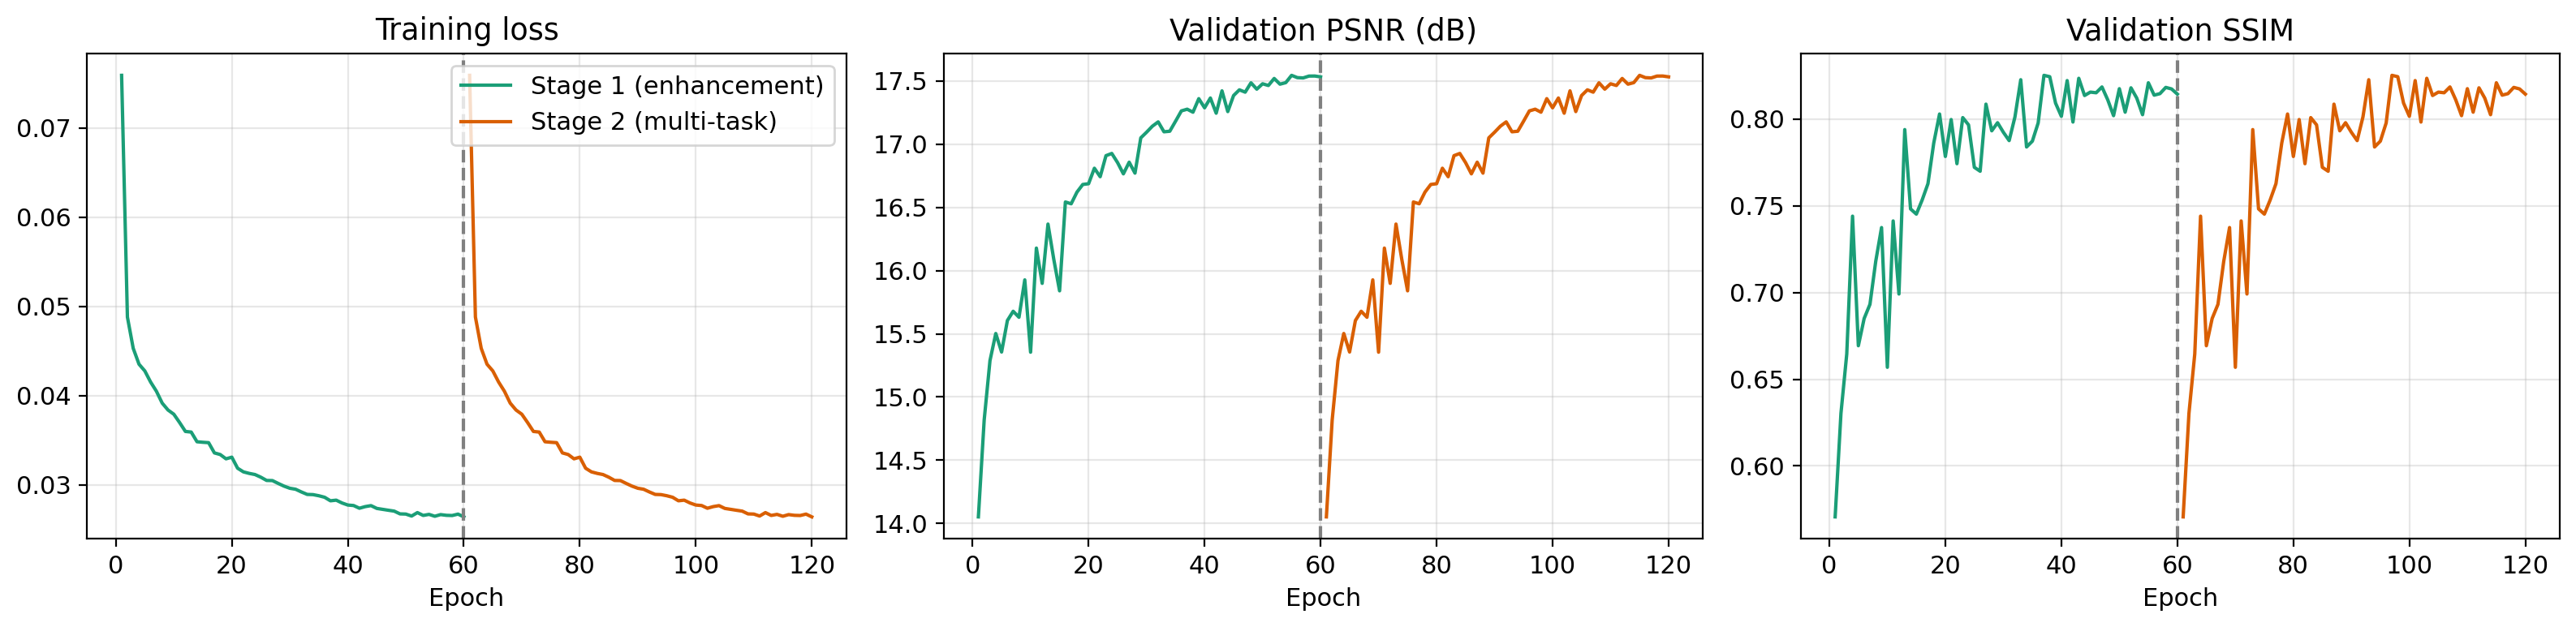 Training loss
Stage 1 (enhancement)
Stage 2 (multi-task)
0.07
0.06
0.05
0.04
0.03
0 20 40 60 80 100 120
Epoch
Validation PSNR (dB)
17.5
17.0
16.5
16.0
15.5
15.0
14.5
14.0
0 20 40 60 80 100 120
Epoch
Validation SSIM
0.80
0.75
0.70
0.65
0.60
0 20 40 60 80 100 120
Epoch